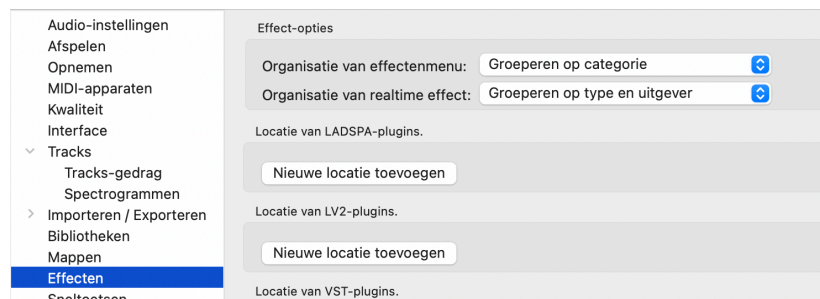 Audio-instellingen
Afspelen
Opnemen
MIDI-apparaten
Kwaliteit
Interface
Tracks
Tracks-gedrag
Spectrogrammen
Importeren / Exporteren
Bibliotheken
Mappen
Effecten
Effect-opties
Organisatie van effectenmenu: Groeperen op categorie
Organisatie van realtime effect: Groeperen op type en uitgever
Locatie van LADSPA-plugins.
Nieuwe locatie toevoegen
Locatie van LV2-plugins.
Nieuwe locatie toevoegen
Locatie van VST-plugins.